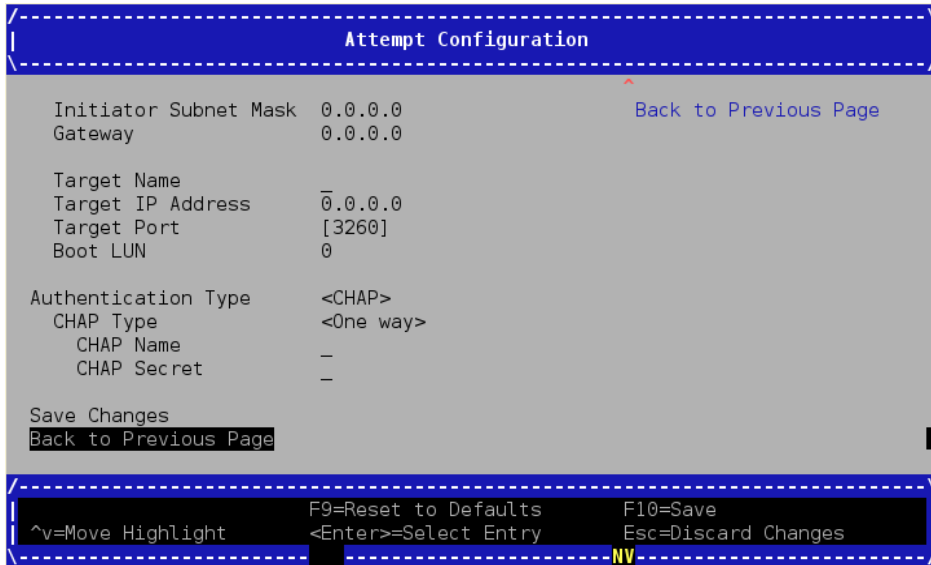 Attempt Configuration
^
Initiator Subnet Mask 0.0.0.0 Back to Previous Page
Gateway 0.0.0.0
Target Name _
Target IP Address 0.0.0.0
Target Port [3260]
Boot LUN 0
Authentication Type <CHAP>
CHAP Type <One way>
CHAP Name _
CHAP Secret _
Save Changes
Back to Previous Page
F9=Reset to Defaults F10=Save
^v=Move Highlight <Enter>=Select Entry Esc=Discard Changes
NV